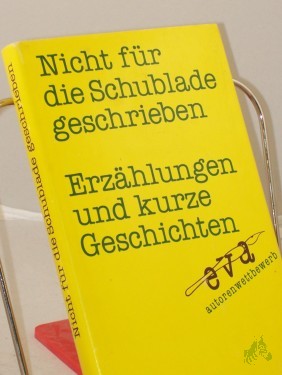 Nicht für
die Schublade
geschrieben
Erzählungen
und kurze
Geschichten
eva
autorenwettbewerb
Nicht für die Schublade geschrieben